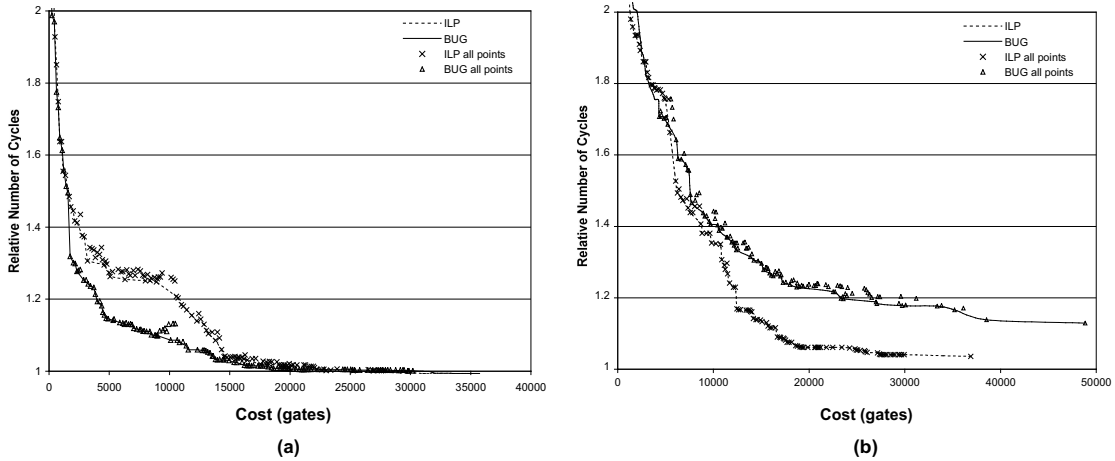 2
1.8
1.6
1.4
1.2
1
Relative Number of Cycles
ILP
BUG
ILP all points
BUG all points
0 5000 10000 15000 20000 25000 30000 35000 40000
Cost (gates)
(a)
2
1.8
1.6
1.4
1.2
1
Relative Number of Cycles
ILP
BUG
ILP all points
BUG all points
0 10000 20000 30000 40000 50000
Cost (gates)
(b)